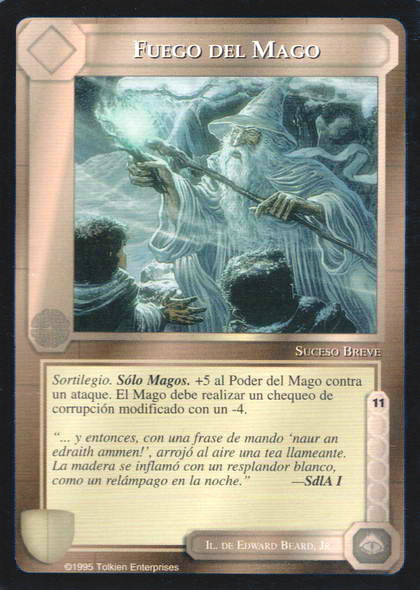 FUEGO DEL MAGO
SUCESO BREVE
Sortilegio. Sólo Magos. +5 al Poder del Mago contra
un ataque. El Mago debe realizar un chequeo de
corrupción modificado con un -4.
11
“... y entonces, con una frase de mando ‘naur an
edraith ammen!’, arrojó al aire una tea llameante.
La madera se inflamó con un resplandor blanco,
como un relámpago en la noche.” —SdlA I
IL. DE EDWARD BEARD, JR.
©1995 Tolkien Enterprises